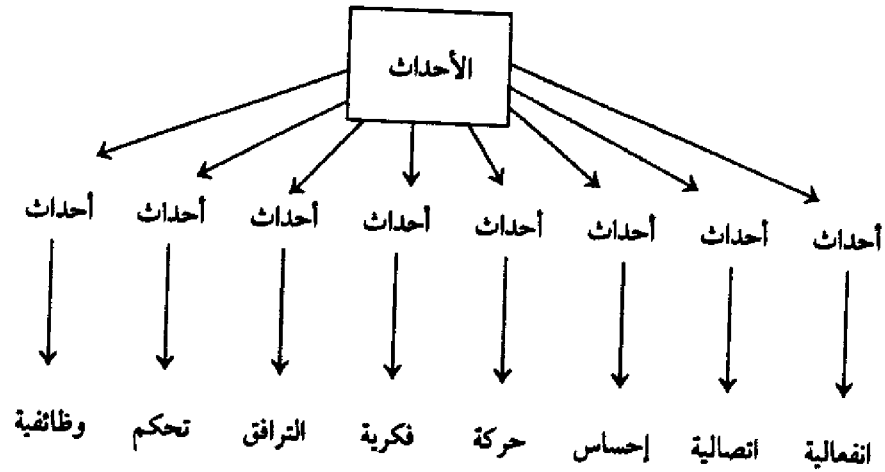 الأحداث
أحداث أحداث أحداث أحداث أحداث أحداث أحداث أحداث
انفعالية اتصالية إحساس حركة فكرية الترافق تحكم وظائفية